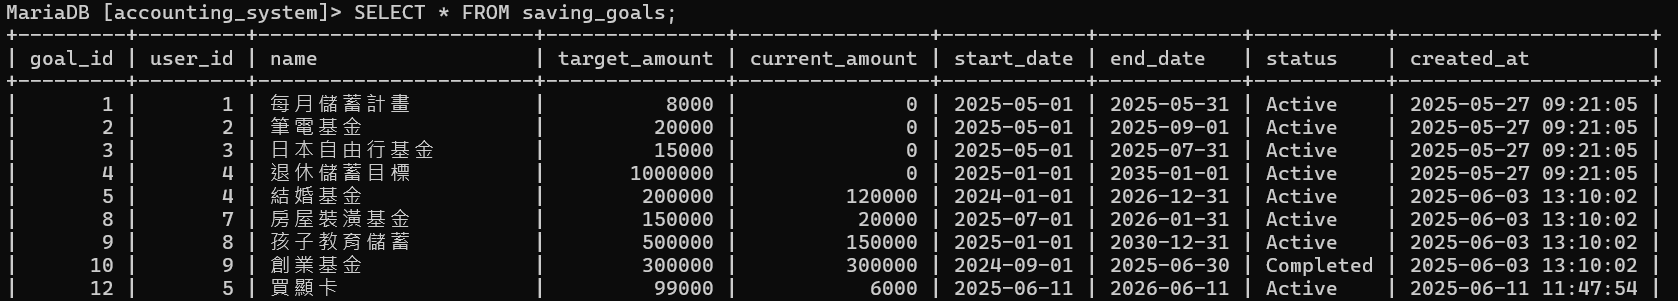 MariaDB [accounting_system]> SELECT * FROM saving_goals;
+---------+---------+-----------------------+---------------+----------------+------------+------------+-----------+---------------------+
| goal_id | user_id | name | target_amount | current_amount | start_date | end_date | status | created_at |
+---------+---------+-----------------------+---------------+----------------+------------+------------+-----------+---------------------+
| 1 | 1 | 每月儲蓄計畫 | 8000 | 0 | 2025-05-01 | 2025-05-31 | Active | 2025-05-27 09:21:05 |
| 2 | 2 | 筆電基金 | 20000 | 0 | 2025-05-01 | 2025-09-01 | Active | 2025-05-27 09:21:05 |
| 3 | 3 | 日本自由行基金 | 15000 | 0 | 2025-05-01 | 2025-07-31 | Active | 2025-05-27 09:21:05 |
| 4 | 4 | 退休儲蓄目標 | 1000000 | 0 | 2025-05-01 | 2035-01-01 | Active | 2025-05-27 09:21:05 |
| 5 | 4 | 結婚基金 | 200000 | 120000 | 2024-01-01 | 2026-12-31 | Active | 2025-06-03 13:10:02 |
| 8 | 7 | 房屋裝潢基金 | 150000 | 20000 | 2025-07-01 | 2026-01-31 | Active | 2025-06-03 13:10:02 |
| 9 | 8 | 孩子教育儲蓄 | 500000 | 150000 | 2025-01-01 | 2030-12-31 | Active | 2025-06-03 13:10:02 |
| 10 | 9 | 創業基金 | 300000 | 300000 | 2024-09-01 | 2025-06-30 | Completed | 2025-06-03 13:10:02 |
| 12 | 5 | 買顯卡 | 99000 | 6000 | 2025-06-11 | 2026-06-11 | Active | 2025-06-11 11:47:54 |